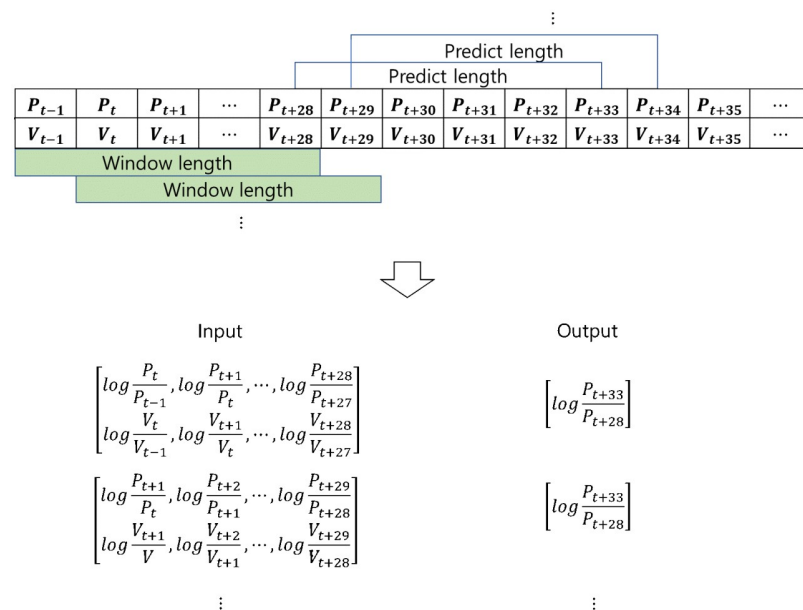 ⋮
Predict length
Predict length
P_{t−1} P_t P_{t+1} ⋯ P_{t+28} P_{t+29} P_{t+30} P_{t+31} P_{t+32} P_{t+33} P_{t+34} P_{t+35} ⋯
V_{t−1} V_t V_{t+1} ⋯ V_{t+28} V_{t+29} V_{t+30} V_{t+31} V_{t+32} V_{t+33} V_{t+34} V_{t+35} ⋯
Window length
Window length
⋮
Input Output
[log P_t/P_{t−1}, log P_{t+1}/P_t, ⋯, log P_{t+28}/P_{t+27}
log V_t/V_{t−1}, log V_{t+1}/V_t, ⋯, log V_{t+28}/V_{t+27}]
[log P_{t+33}/P_{t+28}]
[log P_{t+1}/P_t, log P_{t+2}/P_{t+1}, ⋯, log P_{t+29}/P_{t+28}
log V_{t+1}/V, log V_{t+2}/V_{t+1}, ⋯, log V_{t+29}/V_{t+28}]
[log P_{t+33}/P_{t+28}]
⋮ ⋮